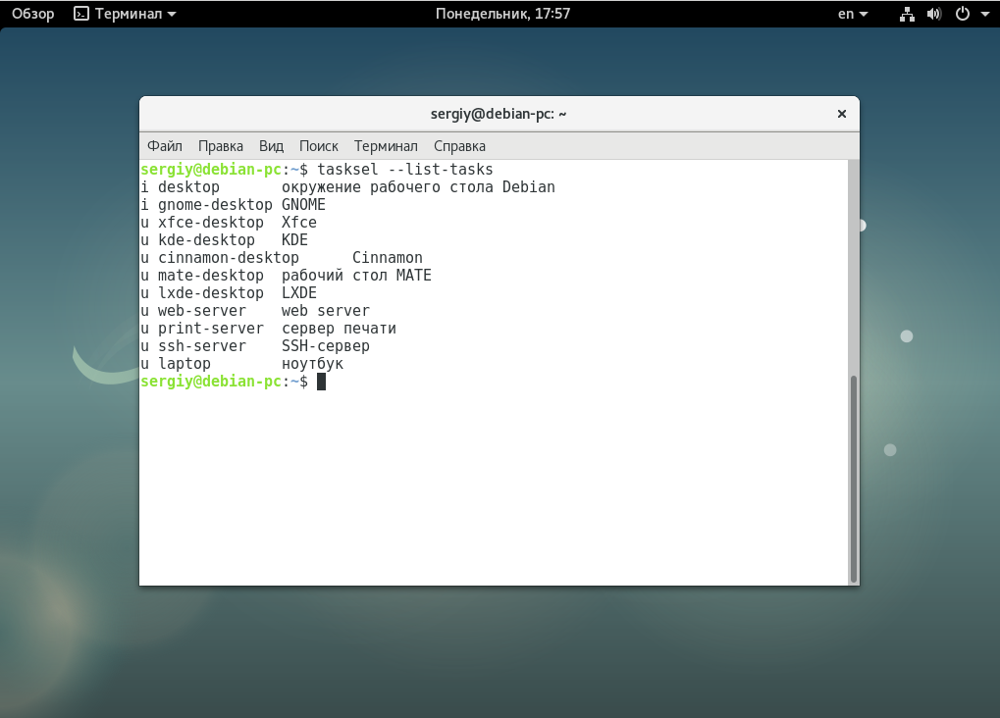 Обзор Терминал Понедельник, 17:57 en
sergiy@debian-pc: ~
Файл Правка Вид Поиск Терминал Справка
sergiy@debian-pc:~$ tasksel --list-tasks
i desktop окружение рабочего стола Debian
i gnome-desktop GNOME
u xfce-desktop Xfce
u kde-desktop KDE
u cinnamon-desktop Cinnamon
u mate-desktop рабочий стол MATE
u lxde-desktop LXDE
u web-server web server
u print-server сервер печати
u ssh-server SSH-сервер
u laptop ноутбук
sergiy@debian-pc:~$